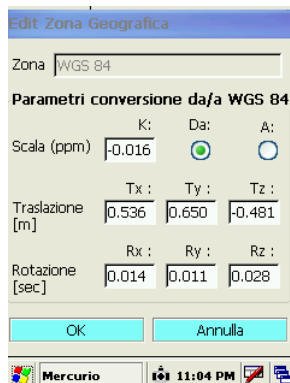 Edit Zona Geografica
Zona WGS 84
Parametri conversione da/a WGS 84
K: Da: A:
Scala (ppm) -0.016
Tx : Ty : Tz :
Traslazione [m] 0.536 0.650 -0.481
Rx : Ry : Rz :
Rotazione [sec] 0.014 0.011 0.028
OK Annulla
Mercurio 11:04 PM